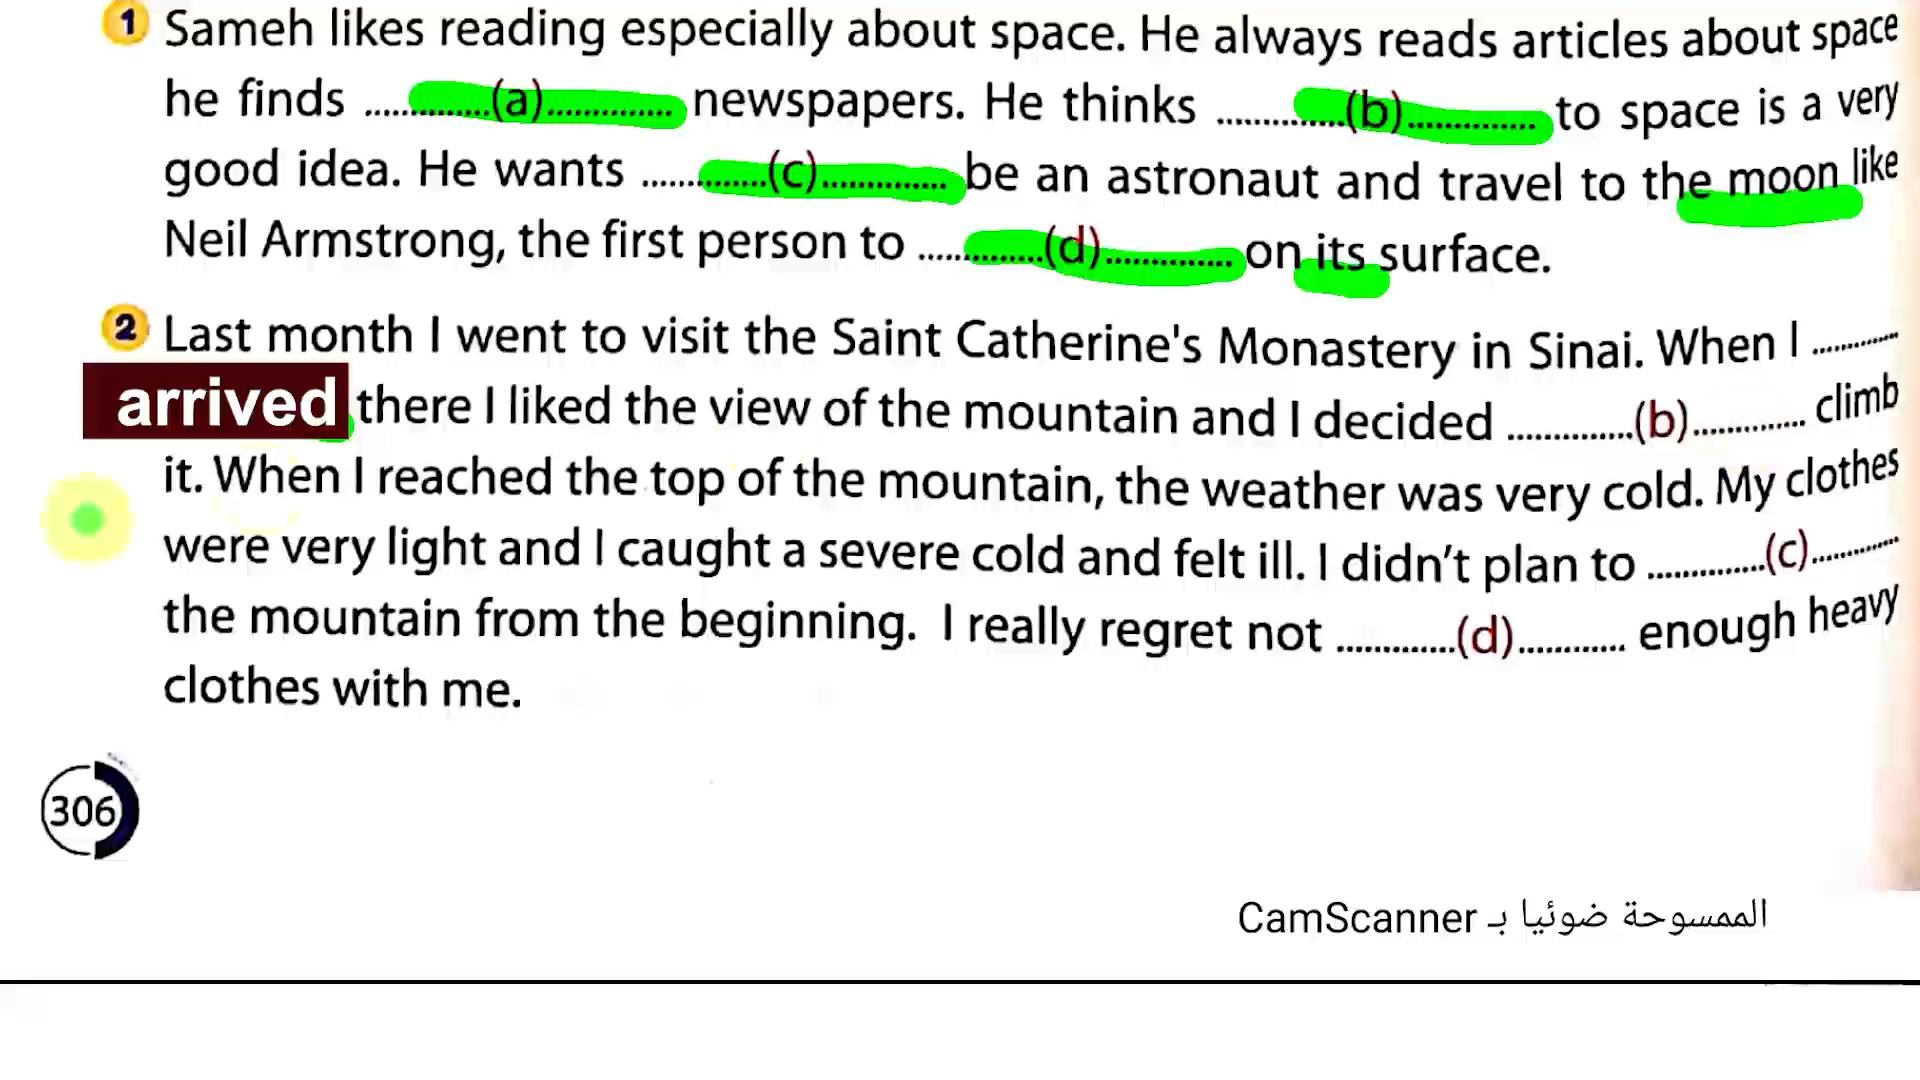 1 Sameh likes reading especially about space. He always reads articles about space
he finds ............(a)............ newspapers. He thinks ............(b)............ to space is a very
good idea. He wants ............(c)............ be an astronaut and travel to the moon like
Neil Armstrong, the first person to ............(d)............ on its surface.
2 Last month I went to visit the Saint Catherine's Monastery in Sinai. When I ............
arrived there I liked the view of the mountain and I decided ............(b)............ climb
it. When I reached the top of the mountain, the weather was very cold. My clothes
were very light and I caught a severe cold and felt ill. I didn't plan to ............(c)............
the mountain from the beginning. I really regret not ............(d)............ enough heavy
clothes with me.
306
الممسوحة ضوئيا بـ CamScanner